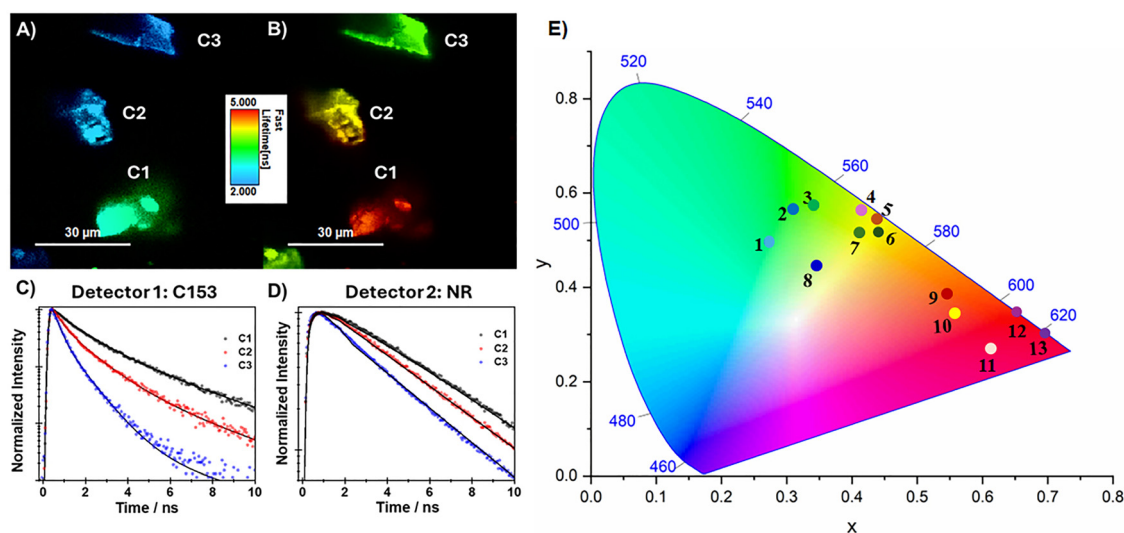 A)
C3
C2
C1
30 µm
B)
C3
C2
C1
30 µm
5.000
Fast
Lifetime[ns]
2.000
C)
Detector 1: C153
Normalized Intensity
C1
C2
C3
0 2 4 6 8 10
Time / ns
D)
Detector 2: NR
Normalized Intensity
C1
C2
C3
0 2 4 6 8 10
Time / ns
E)
520
540
560
580
600
620
500
480
460
1
2
3
4
5
6
7
8
9
10
11
12
13
y
0.8
0.6
0.4
0.2
0.0
0.0 0.1 0.2 0.3 0.4 0.5 0.6 0.7 0.8
x